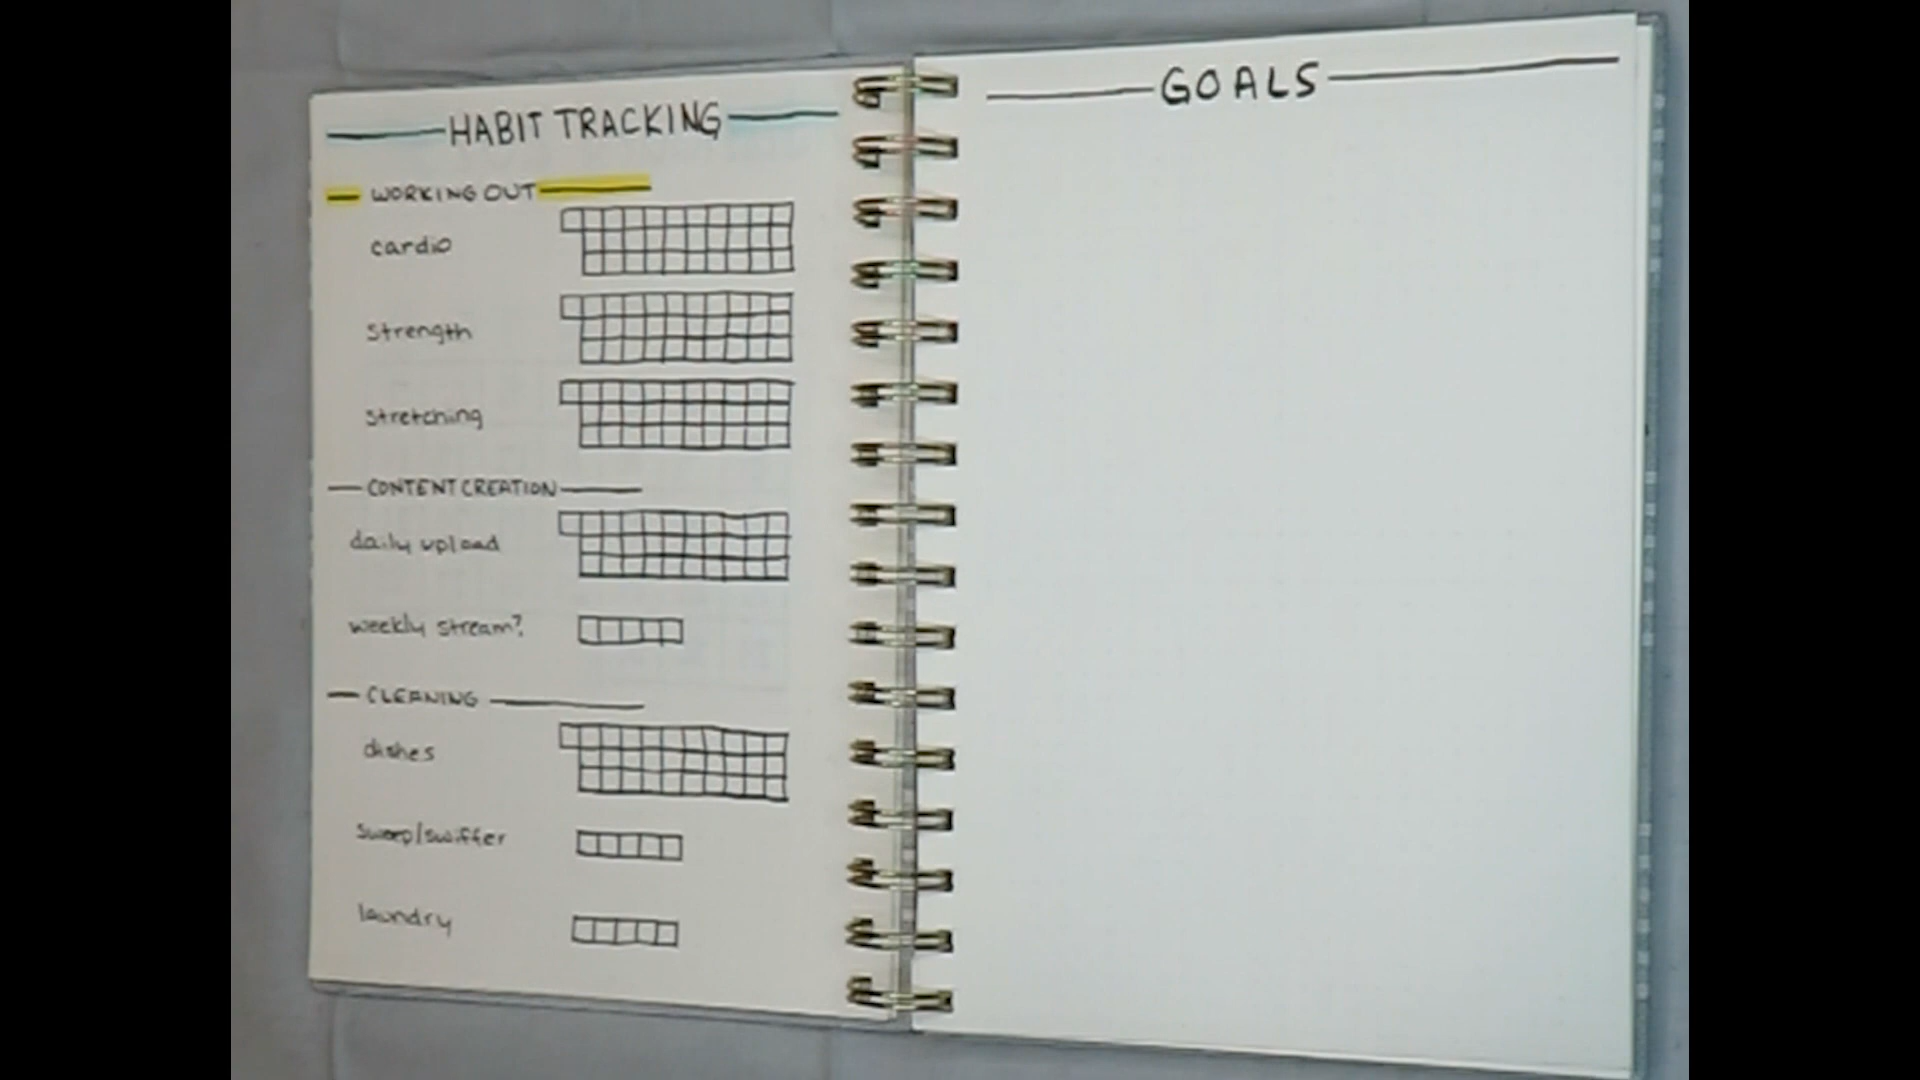 HABIT TRACKING
WORKING OUT
cardio
strength
stretching
CONTENT CREATION
daily upload
weekly stream?
CLEANING
dishes
sweep/swiffer
laundry
GOALS